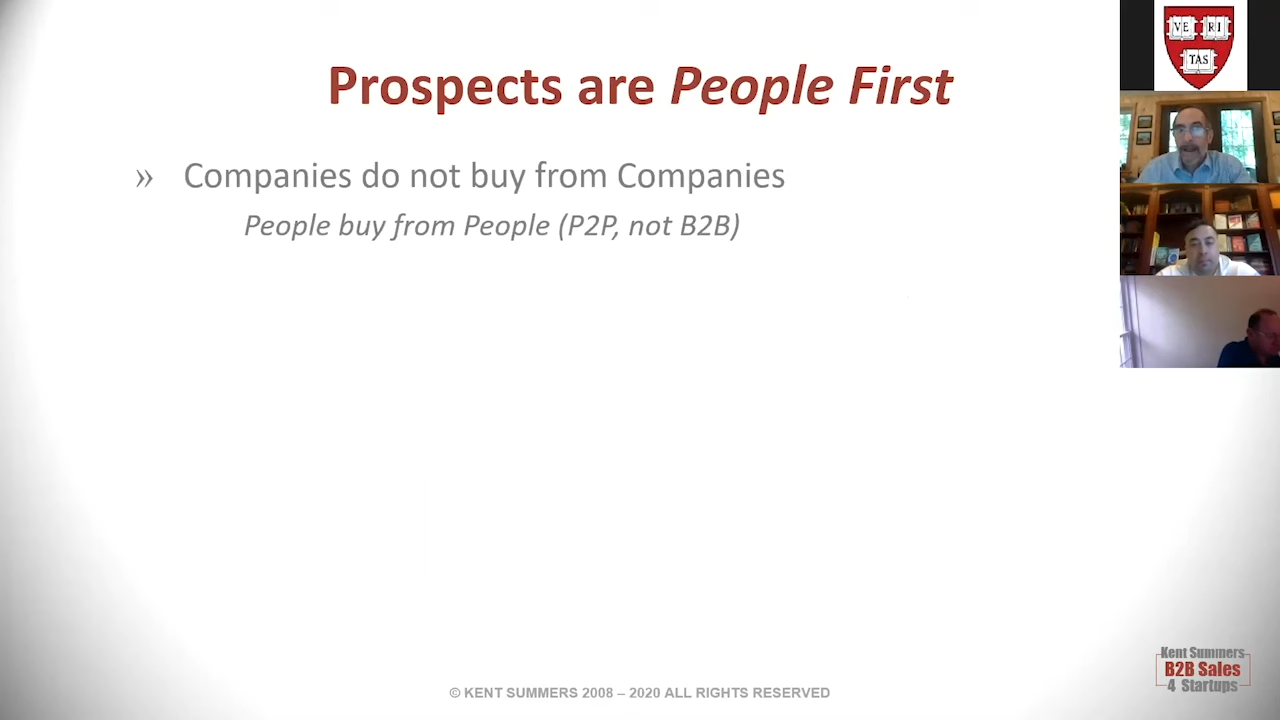 Prospects are People First
» Companies do not buy from Companies
People buy from People (P2P, not B2B)
VE RI
TAS
Kent Summers
B2B Sales
4 Startups
© KENT SUMMERS 2008 – 2020 ALL RIGHTS RESERVED